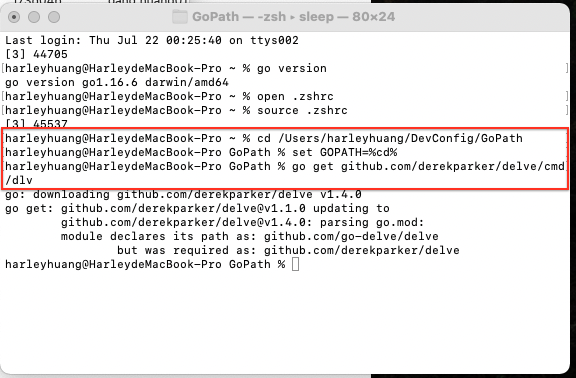 GoPath — -zsh ▸ sleep — 80×24
Last login: Thu Jul 22 00:25:40 on ttys002
[3] 44705
[harleyhuang@HarleydeMacBook-Pro ~ % go version ]
go version go1.16.6 darwin/amd64
[harleyhuang@HarleydeMacBook-Pro ~ % open .zshrc ]
[harleyhuang@HarleydeMacBook-Pro ~ % source .zshrc ]
[3] 45537
[harleyhuang@HarleydeMacBook-Pro ~ % cd /Users/harleyhuang/DevConfig/GoPath ]
[harleyhuang@HarleydeMacBook-Pro GoPath % set GOPATH=%cd% ]
[harleyhuang@HarleydeMacBook-Pro GoPath % go get github.com/derekparker/delve/cmd]
/dlv
go: downloading github.com/derekparker/delve v1.4.0
go get: github.com/derekparker/delve@v1.1.0 updating to
github.com/derekparker/delve@v1.4.0: parsing go.mod:
module declares its path as: github.com/go-delve/delve
but was required as: github.com/derekparker/delve
harleyhuang@HarleydeMacBook-Pro GoPath %